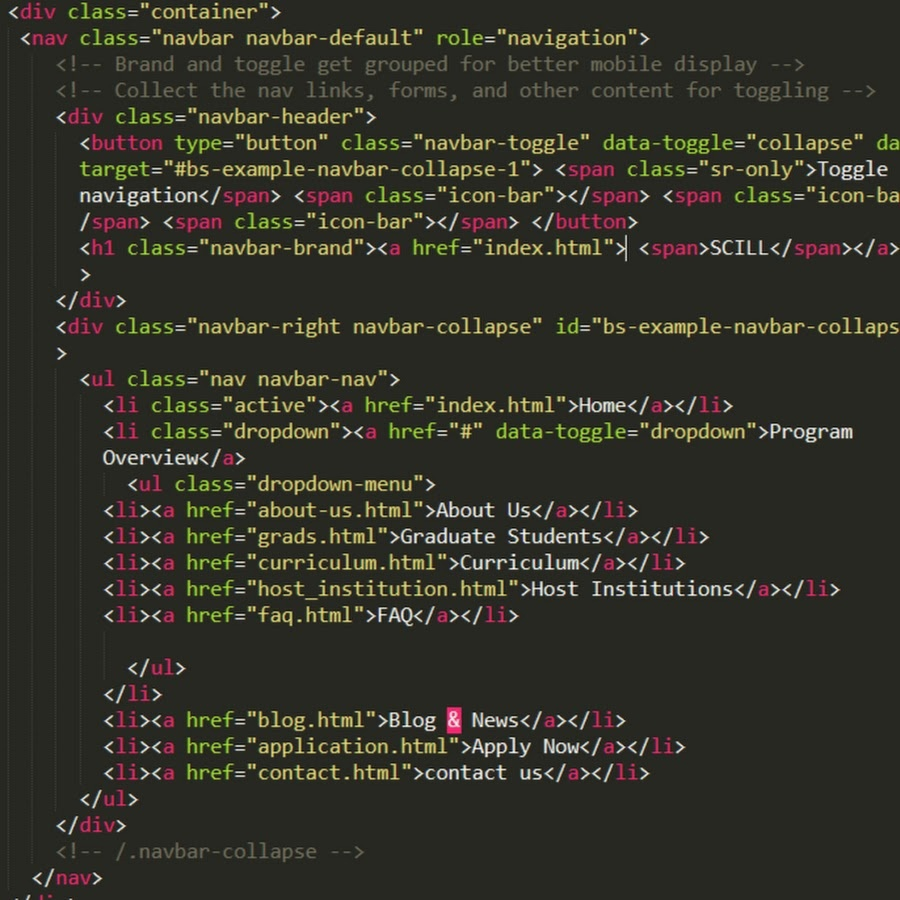 <div class="container">
<nav class="navbar navbar-default" role="navigation">
<!-- Brand and toggle get grouped for better mobile display -->
<!-- Collect the nav links, forms, and other content for toggling -->
<div class="navbar-header">
<button type="button" class="navbar-toggle" data-toggle="collapse" da
target="#bs-example-navbar-collapse-1"> <span class="sr-only">Toggle
navigation</span> <span class="icon-bar"></span> <span class="icon-ba
/span> <span class="icon-bar"></span> </button>
<h1 class="navbar-brand"><a href="index.html"> <span>SCILL</span></a>
>
</div>
<div class="navbar-right navbar-collapse" id="bs-example-navbar-collaps
>
<ul class="nav navbar-nav">
<li class="active"><a href="index.html">Home</a></li>
<li class="dropdown"><a href="#" data-toggle="dropdown">Program
Overview</a>
<ul class="dropdown-menu">
<li><a href="about-us.html">About Us</a></li>
<li><a href="grads.html">Graduate Students</a></li>
<li><a href="curriculum.html">Curriculum</a></li>
<li><a href="host_institution.html">Host Institutions</a></li>
<li><a href="faq.html">FAQ</a></li>
</ul>
</li>
<li><a href="blog.html">Blog & News</a></li>
<li><a href="application.html">Apply Now</a></li>
<li><a href="contact.html">contact us</a></li>
</ul>
</div>
<!-- /.navbar-collapse -->
</nav>